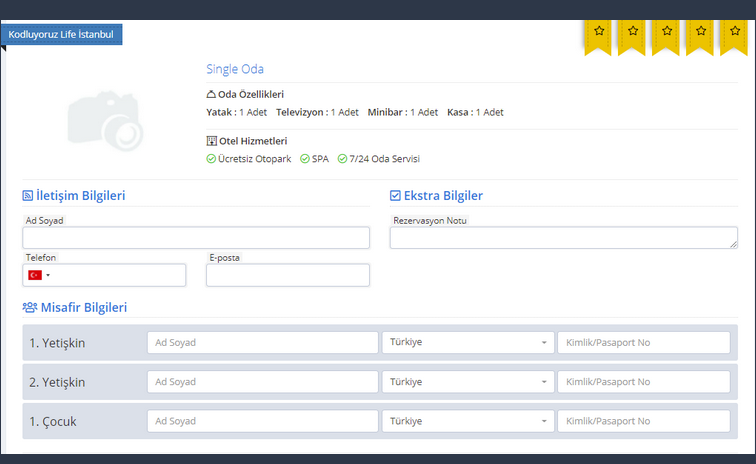 Kodluyoruz Life İstanbul
Single Oda
Oda Özellikleri
Yatak : 1 Adet Televizyon : 1 Adet Minibar : 1 Adet Kasa : 1 Adet
Otel Hizmetleri
Ücretsiz Otopark SPA 7/24 Oda Servisi
İletişim Bilgileri
Ad Soyad
Telefon
E-posta
Ekstra Bilgiler
Rezervasyon Notu
Misafir Bilgileri
1. Yetişkin Ad Soyad Türkiye Kimlik/Pasaport No
2. Yetişkin Ad Soyad Türkiye Kimlik/Pasaport No
1. Çocuk Ad Soyad Türkiye Kimlik/Pasaport No